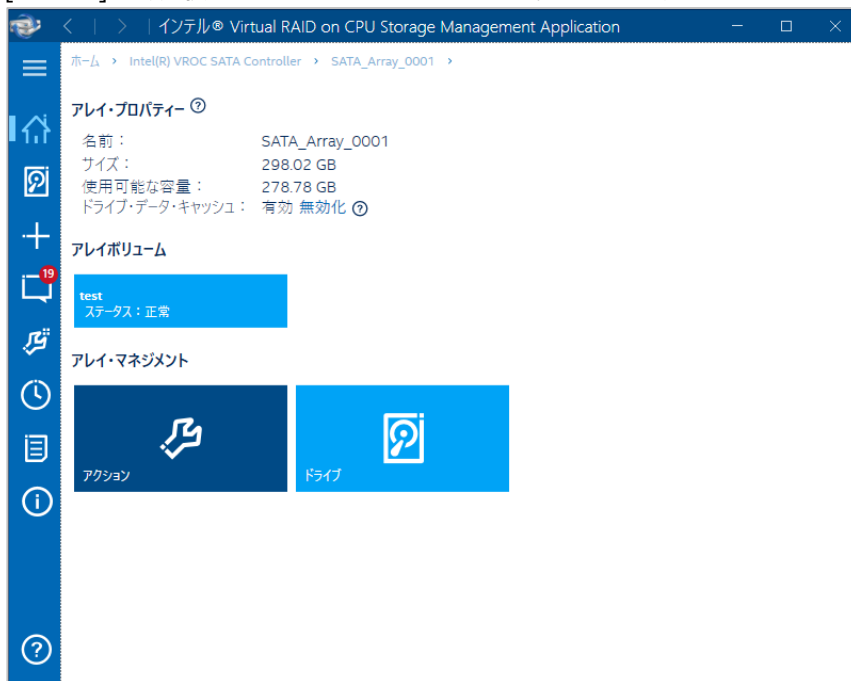 インテル® Virtual RAID on CPU Storage Management Application
ホーム › Intel(R) VROC SATA Controller › SATA_Array_0001 ›
アレイ・プロパティー ?
名前： SATA_Array_0001
サイズ： 298.02 GB
使用可能な容量： 278.78 GB
ドライブ・データ・キャッシュ： 有効 無効化 ?
アレイボリューム
19
test
ステータス：正常
アレイ・マネジメント
アクション
ドライブ
?